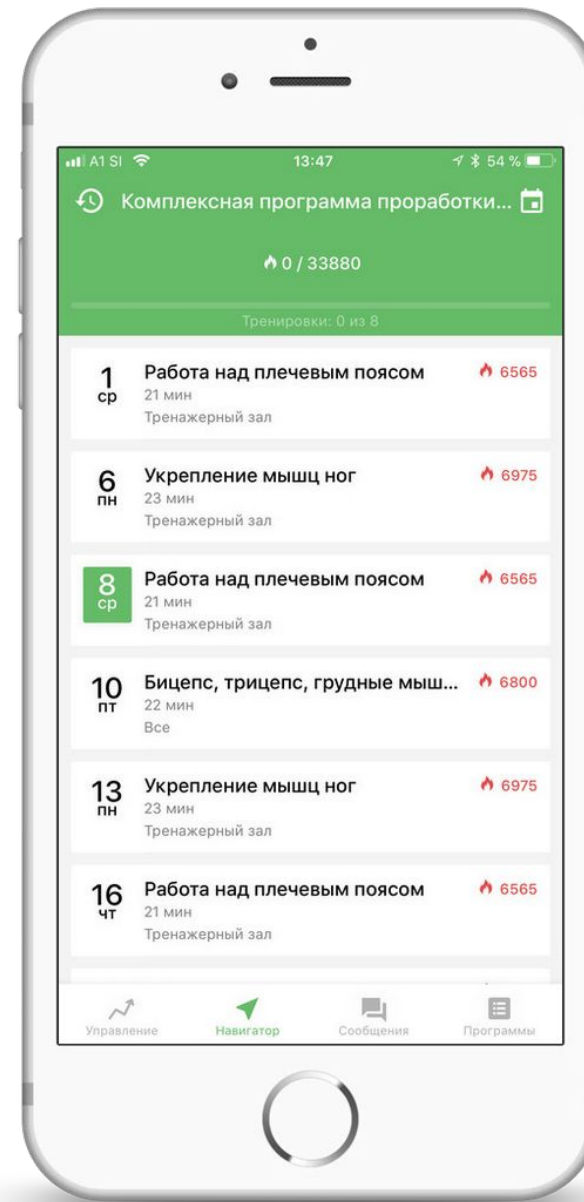 A1 SI 13:47 54 %
Комплексная программа проработки...
0 / 33880
Тренировки: 0 из 8
1 Работа над плечевым поясом 6565
ср 21 мин
Тренажерный зал
6 Укрепление мышц ног 6975
пн 23 мин
Тренажерный зал
8 Работа над плечевым поясом 6565
ср 21 мин
Тренажерный зал
10 Бицепс, трицепс, грудные мыш... 6800
пт 22 мин
Все
13 Укрепление мышц ног 6975
пн 23 мин
Тренажерный зал
16 Работа над плечевым поясом 6565
чт 21 мин
Тренажерный зал
Управление Навигатор Сообщения Программы